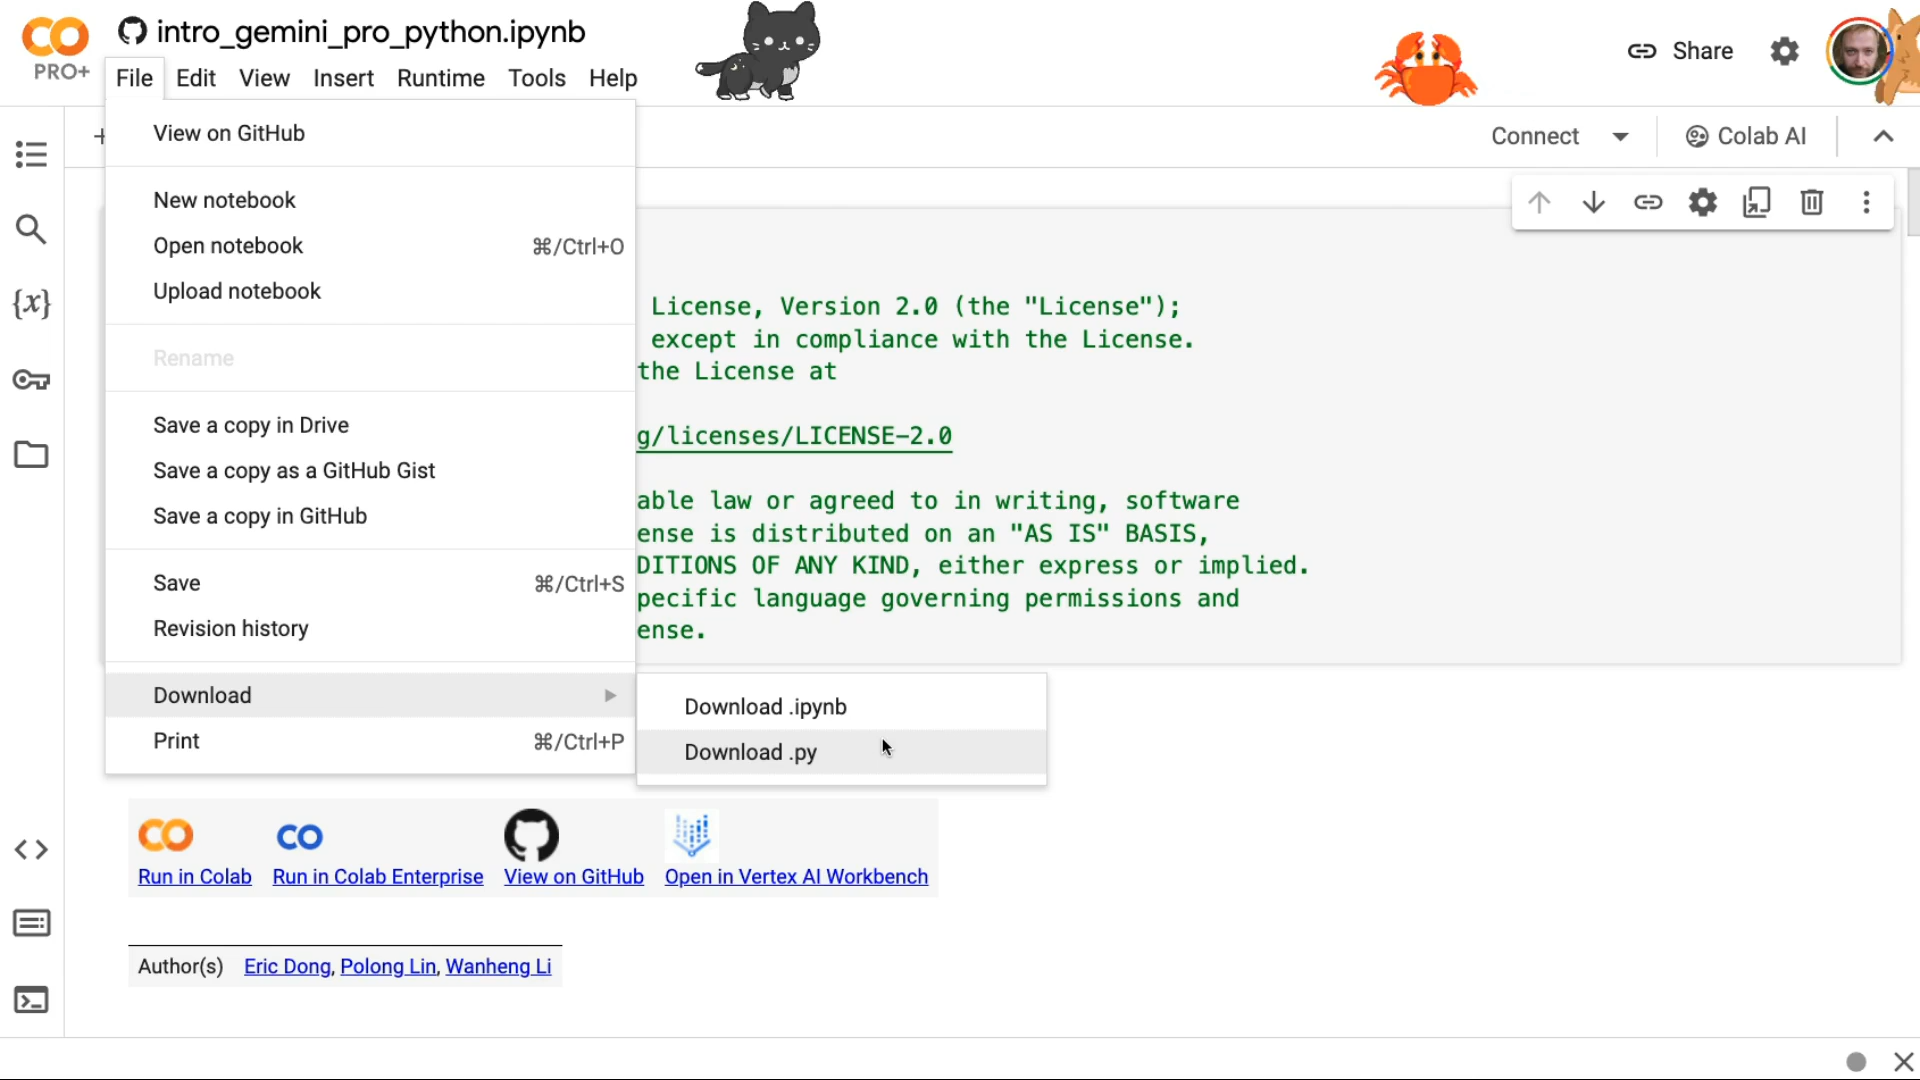 intro_gemini_pro_python.ipynb
PRO+
File Edit View Insert Runtime Tools Help
Share
View on GitHub
+
Connect
Colab AI
New notebook
Open notebook ⌘/Ctrl+O
Upload notebook
License, Version 2.0 (the "License");
except in compliance with the License.
Rename
the License at
Save a copy in Drive
g/licenses/LICENSE-2.0
Save a copy as a GitHub Gist
able law or agreed to in writing, software
Save a copy in GitHub
ense is distributed on an "AS IS" BASIS,
DITIONS OF ANY KIND, either express or implied.
Save ⌘/Ctrl+S
pecific language governing permissions and
Revision history
ense.
Download
Download .ipynb
Print ⌘/Ctrl+P
Download .py
Run in Colab Run in Colab Enterprise View on GitHub Open in Vertex AI Workbench
Author(s) Eric Dong, Polong Lin, Wanheng Li